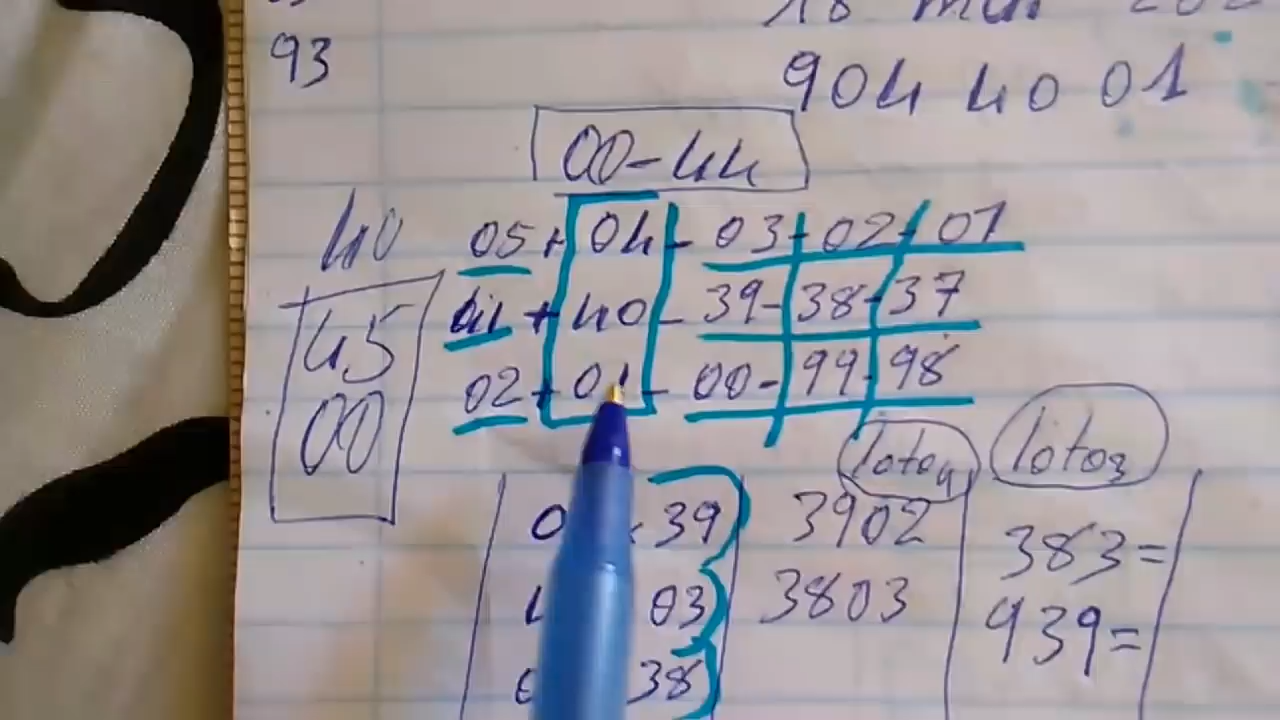 93
904 40 01
00-44
40 05+04-03+02+01
45 41+40-39-38-37
00 02+01-00-99-98
loto4 loto3
39 3902 383=
03 3803 939=
38